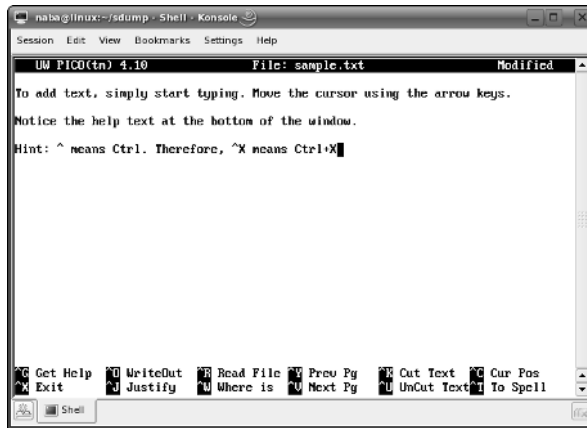 naba@linux:~/sdump - Shell - Konsole
Session Edit View Bookmarks Settings Help
UW PICO(tm) 4.10 File: sample.txt Modified
To add text, simply start typing. Move the cursor using the arrow keys.
Notice the help text at the bottom of the window.
Hint: ^ means Ctrl. Therefore, ^X means Ctrl+X
^G Get Help ^O WriteOut ^R Read File ^Y Prev Pg ^K Cut Text ^C Cur Pos
^X Exit ^J Justify ^W Where is ^V Next Pg ^U UnCut Text ^T To Spell
Shell